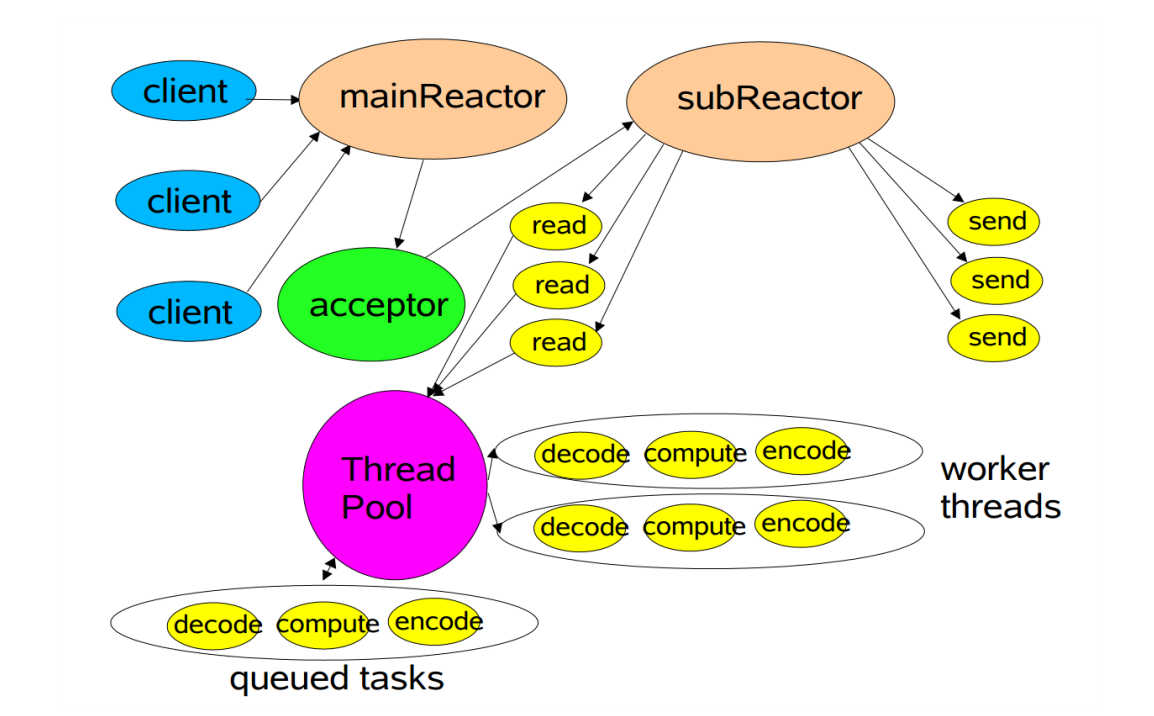 client
mainReactor
subReactor
client
read
send
client
acceptor
read
send
read
send
Thread
Pool
decode
compute
encode
worker
threads
decode
compute
encode
decode
compute
encode
queued tasks